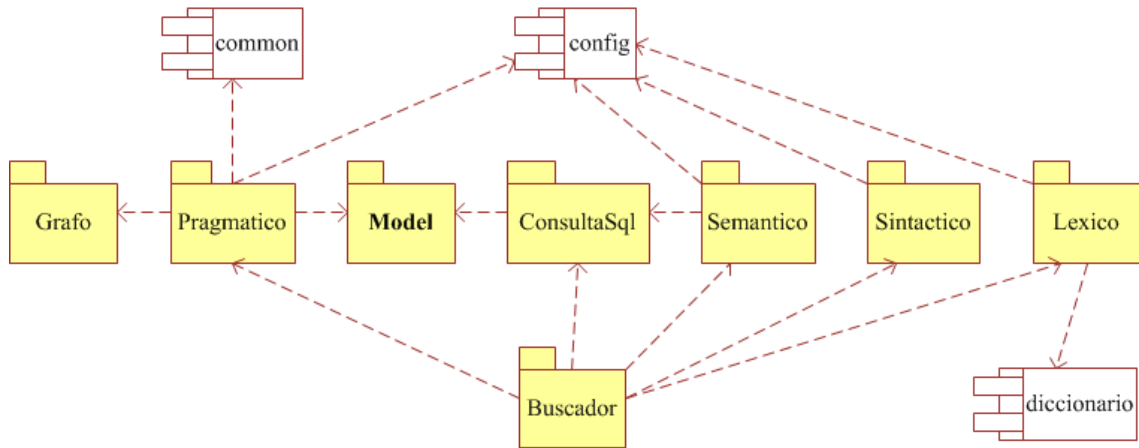 common
config
Grafo
Pragmatico
Model
ConsultaSql
Semantico
Sintactico
Lexico
Buscador
diccionario